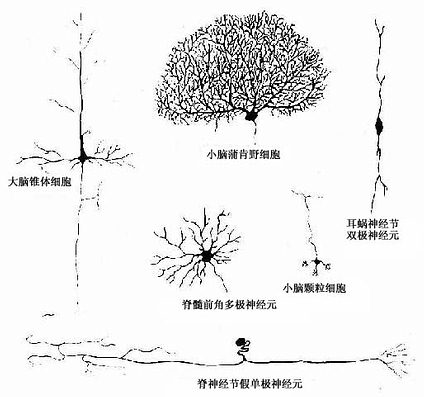 小脑蒲肯野细胞
大脑锥体细胞
耳蜗神经节
双极神经元
小脑颗粒细胞
脊髓前角多极神经元
脊神经节假单极神经元